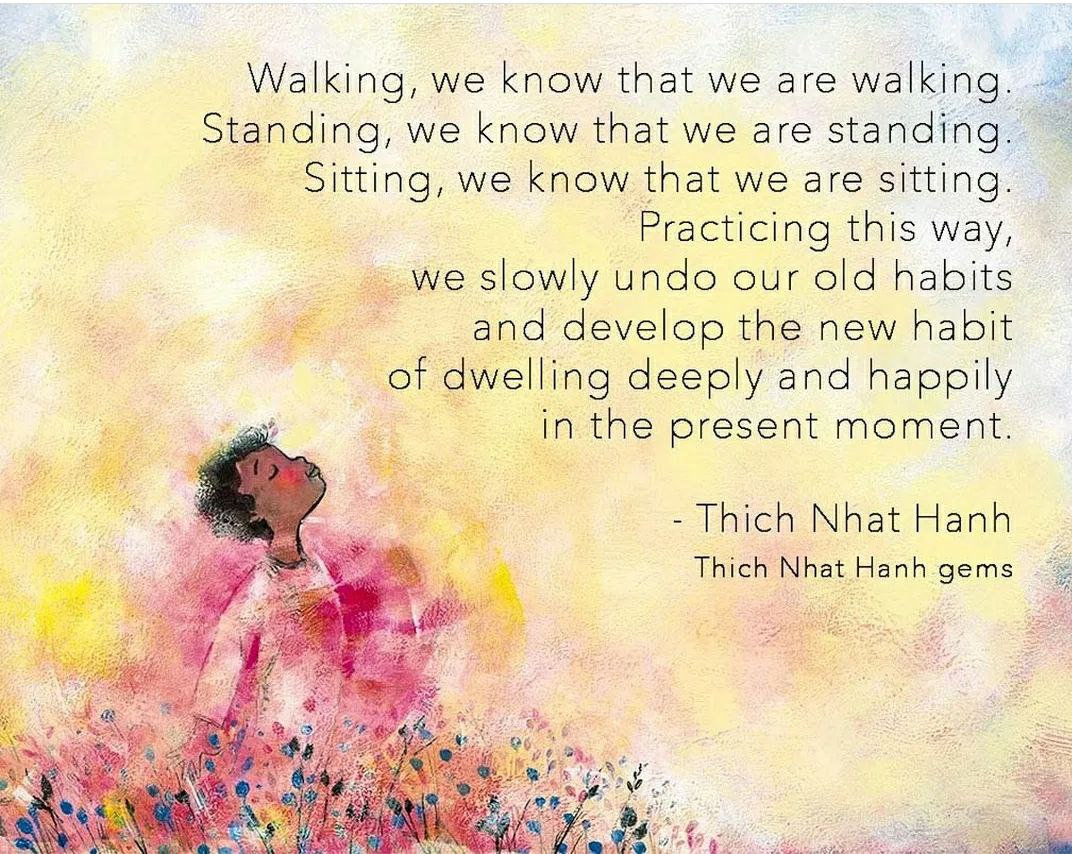 Walking, we know that we are walking.
Standing, we know that we are standing.
Sitting, we know that we are sitting.
Practicing this way,
we slowly undo our old habits
and develop the new habit
of dwelling deeply and happily
in the present moment.
- Thich Nhat Hanh
Thich Nhat Hanh gems